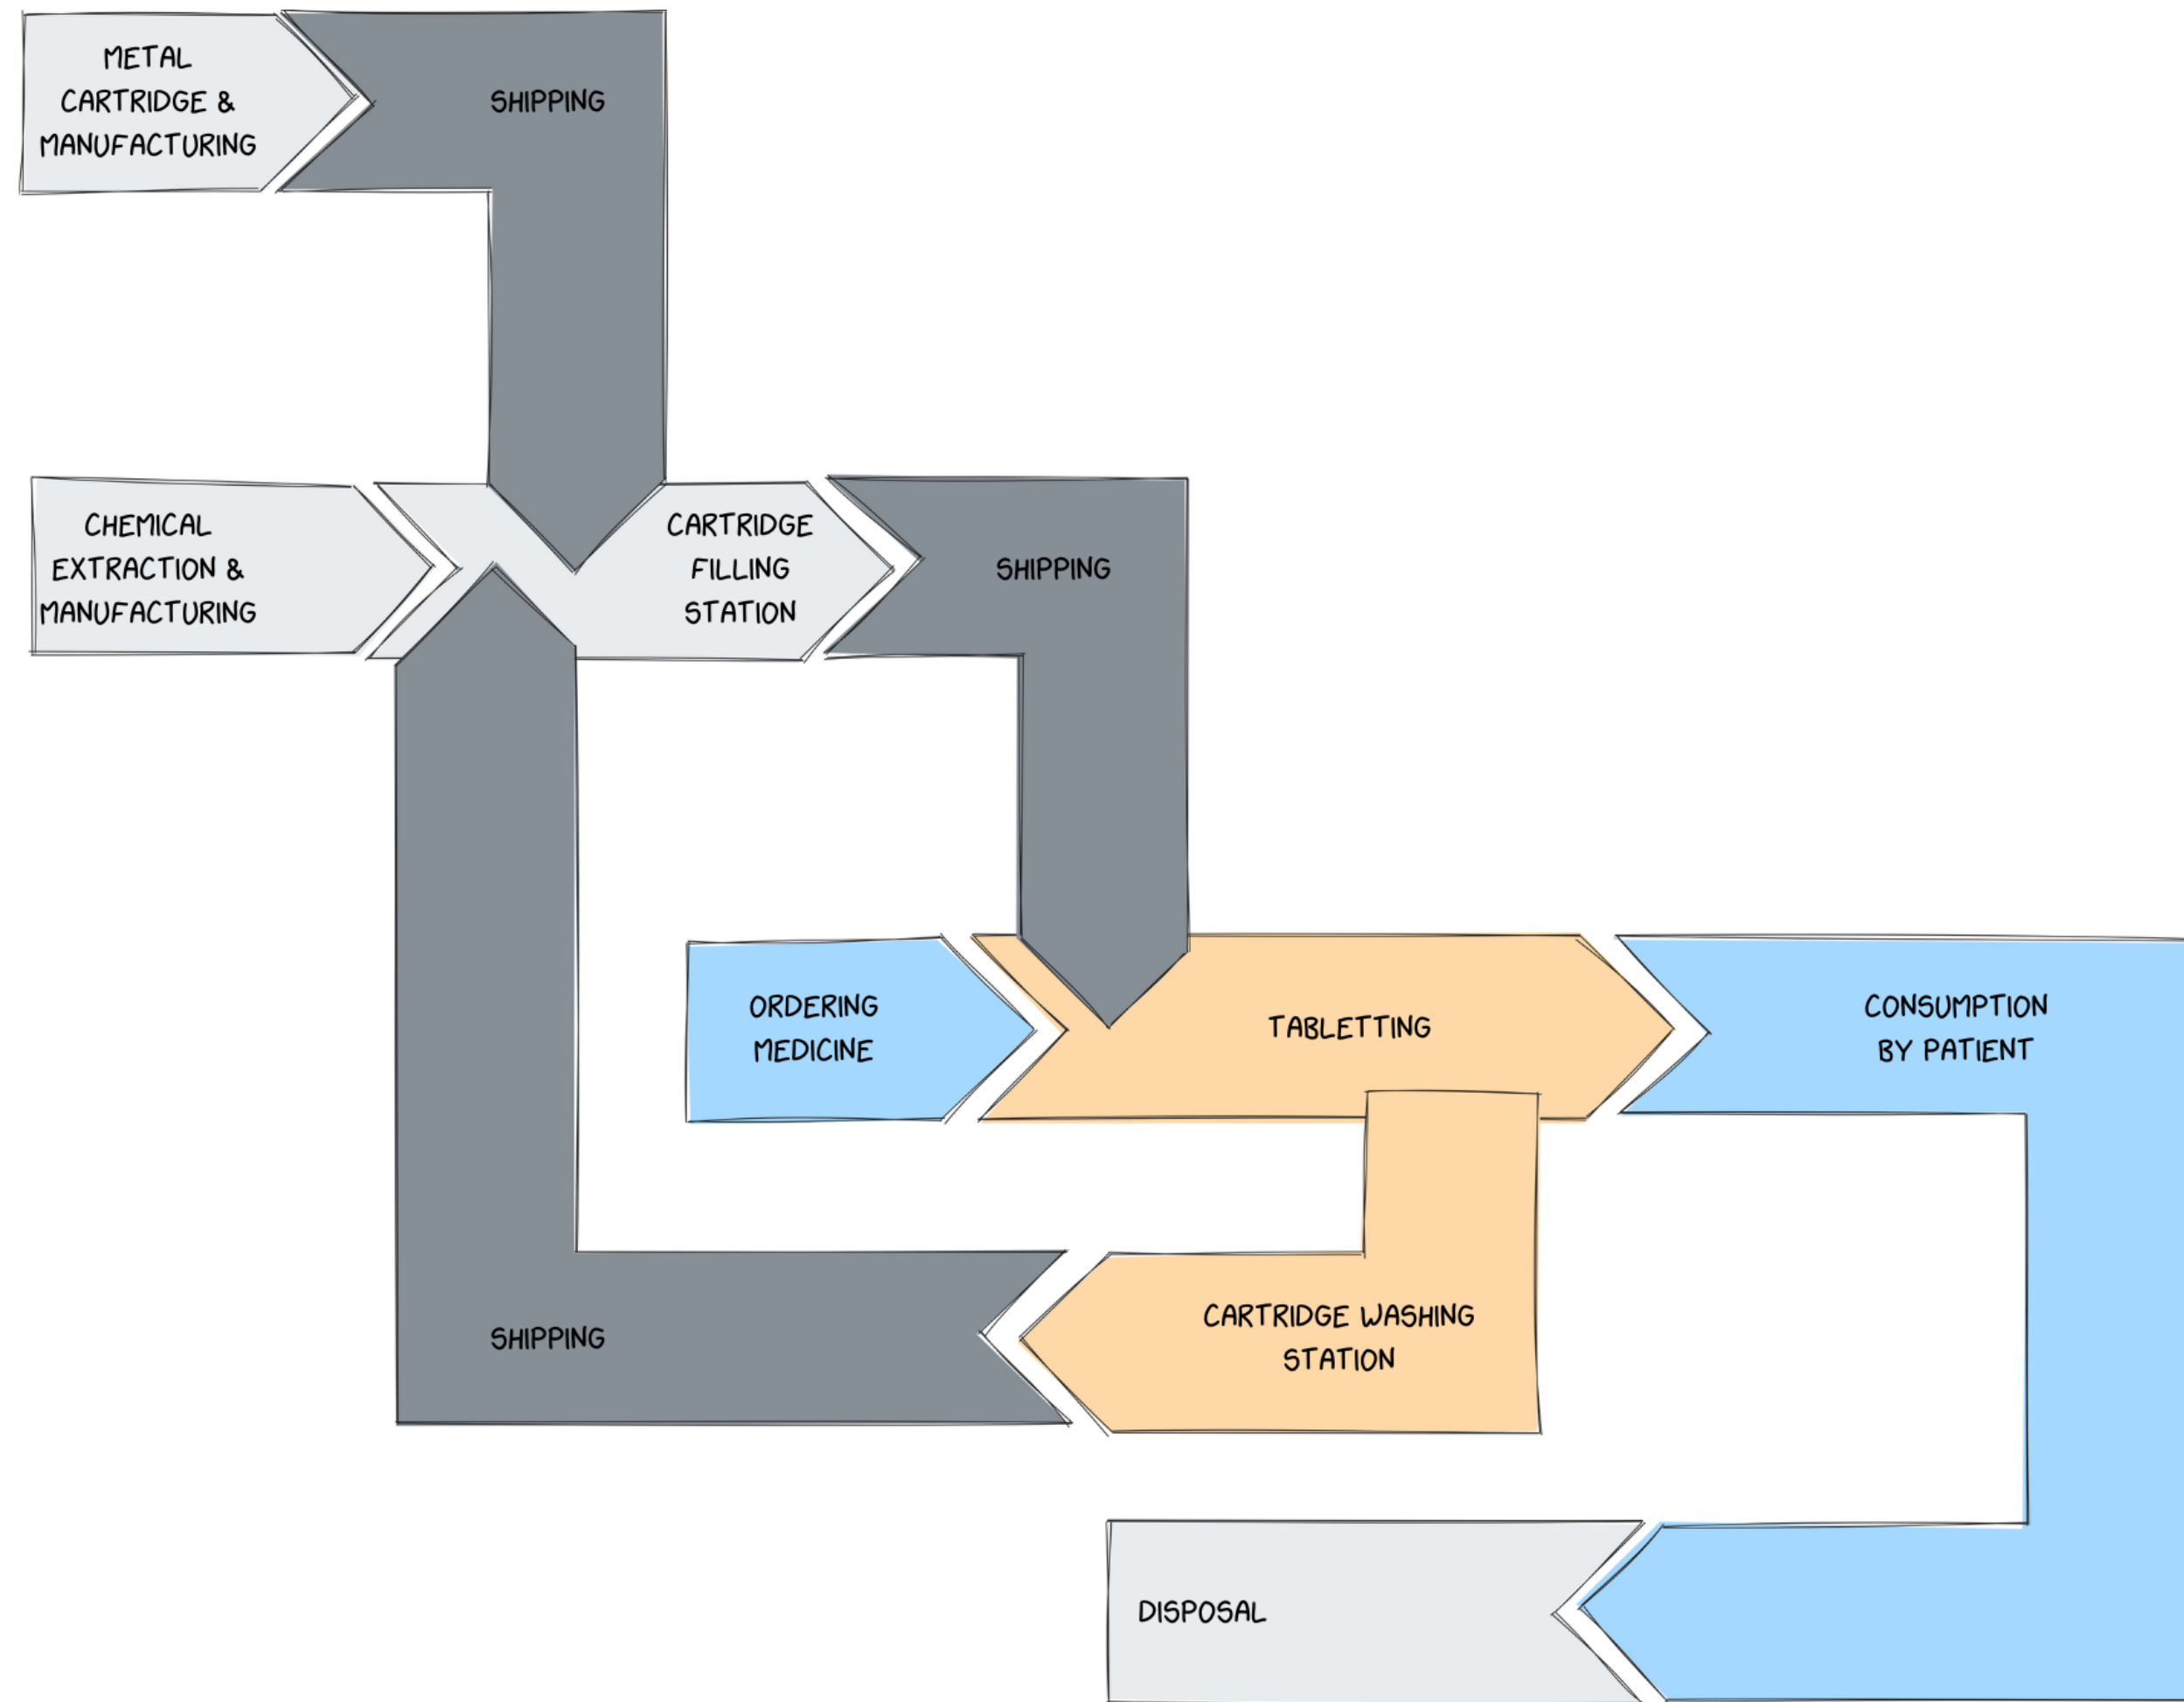 METAL
CARTRIDGE &
MANUFACTURING
SHIPPING
CHEMICAL
EXTRACTION &
MANUFACTURING
CARTRIDGE
FILLING
STATION
SHIPPING
ORDERING
MEDICINE
TABLETTING
CONSUMPTION
BY PATIENT
SHIPPING
CARTRIDGE WASHING
STATION
DISPOSAL